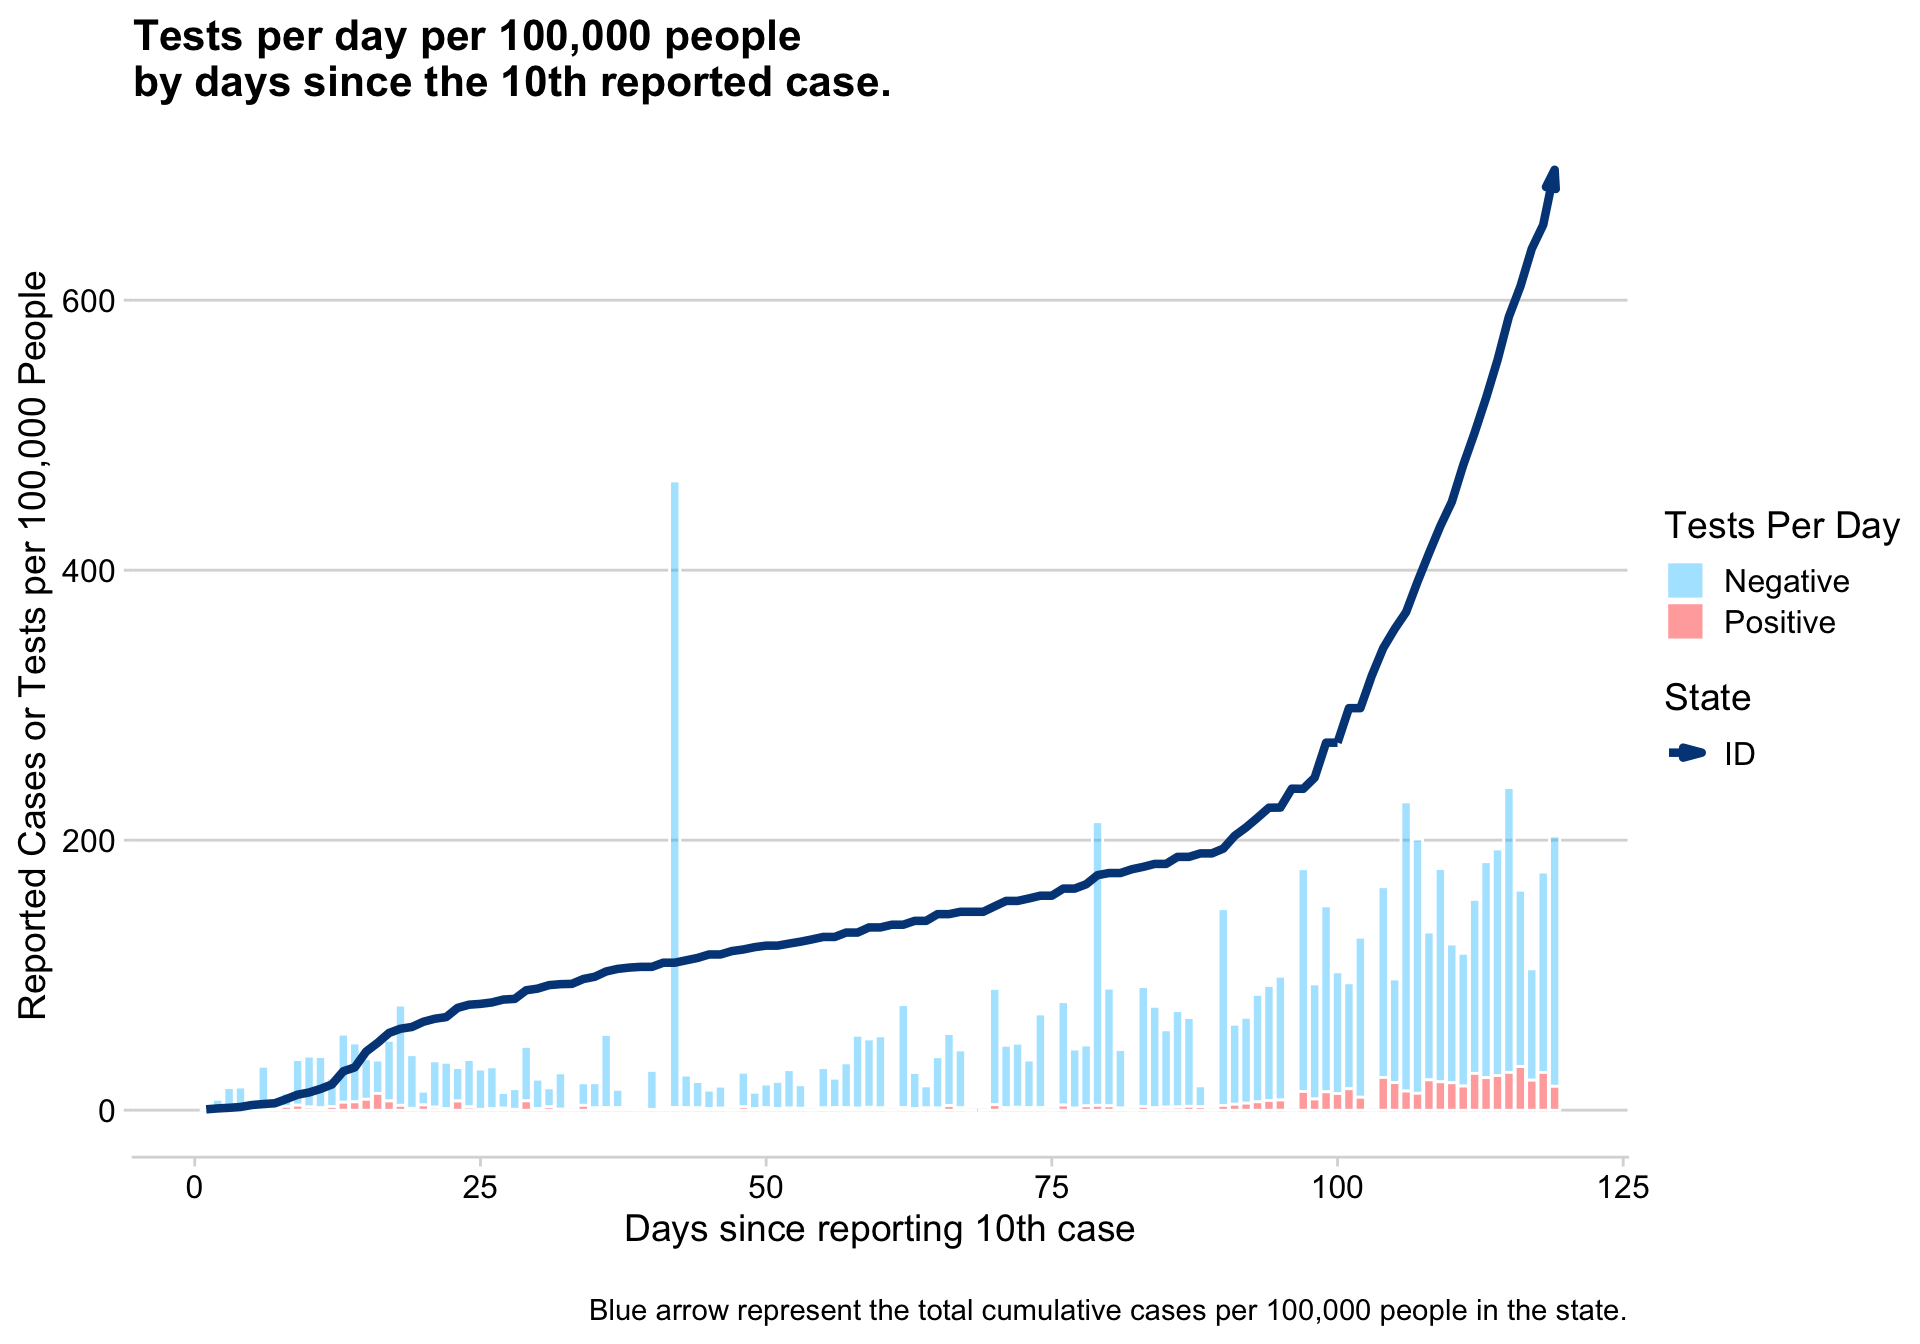 Tests per day per 100,000 people
by days since the 10th reported case.
Reported Cases or Tests per 100,000 People
600
400
200
0
0
25
50
75
100
125
Days since reporting 10th case
Tests Per Day
Negative
Positive
State
ID
Blue arrow represent the total cumulative cases per 100,000 people in the state.